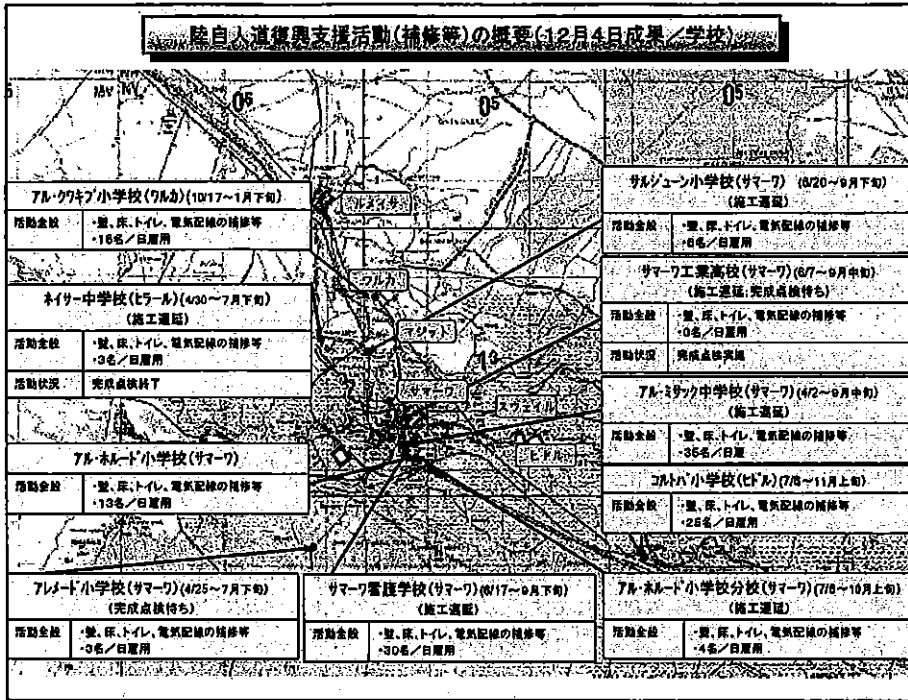 陸自人道復興支援活動(補修等)の概要(12月4日成果/学校)
アル・クワキブ小学校(ワルカ)(10/17~1月下旬)
活動全般
・壁、床、トイレ、電気配線の補修等
・16名/日雇用
ネイサー中学校(ヒラール)(4/30~7月下旬)
(施工遅延)
活動全般
・壁、床、トイレ、電気配線の補修等
・3名/日雇用
活動状況
完成点検終了
アル・ホルード小学校(サマーワ)
活動全般
・壁、床、トイレ、電気配線の補修等
・13名/日雇用
アレメード小学校(サマーワ)(4/25~7月下旬)
(完成点検待ち)
活動全般
・壁、床、トイレ、電気配線の補修等
・3名/日雇用
サマーワ看護学校(サマーワ)(6/17~9月下旬)
(施工遅延)
活動全般
・壁、床、トイレ、電気配線の補修等
・30名/日雇用
サルジューン小学校(サマーワ)
(施工遅延)
活動全般
・壁、床、トイレ、電気配線の補修等
・6名/日雇用
サマーワ工業高校(サマーワ)(6/7~9月中旬)
(施工遅延:完成点検待ち)
活動全般
・壁、床、トイレ、電気配線の補修等
・0名/日雇用
活動状況
完成点検実施
アル・ミサック中学校(サマーワ)(4/2~9月中旬)
(施工遅延)
活動全般
・壁、床、トイレ、電気配線の補修等
・35名/日雇
コルトバ小学校(ヒドル)(7/6~11月上旬)
活動全般
・壁、床、トイレ、電気配線の補修等
・25名/日雇用
アル・ホルード小学校分校(サマーワ)(7/6~10月上旬)
(施工遅延)
活動全般
・壁、床、トイレ、電気配線の補修等
・4名/日雇用
ルメイサ
ワルカ
マジット
サマーワ
スウェイル
ヒドル
05
05
05